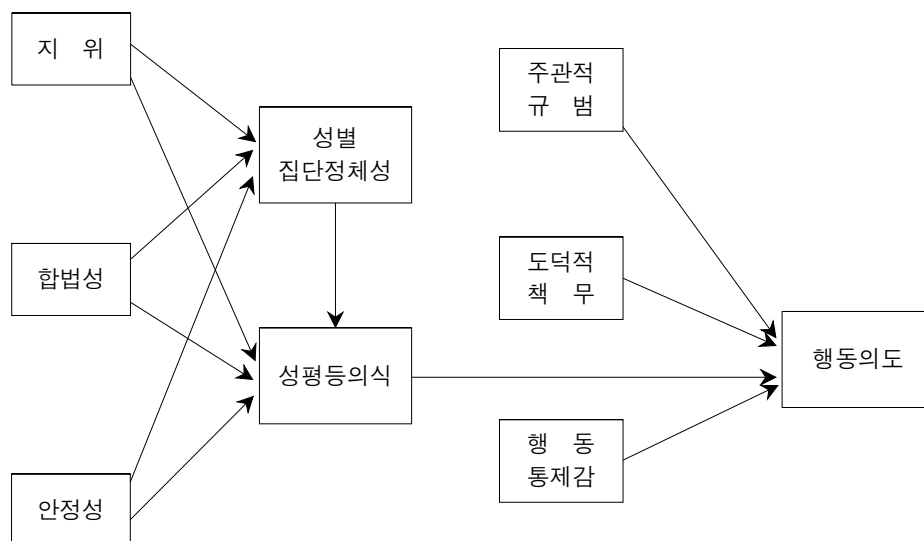 지 위
합법성
안정성
성별
집단정체성
성평등의식
주관적
규 범
도덕적
책 무
행 동
통제감
행동의도